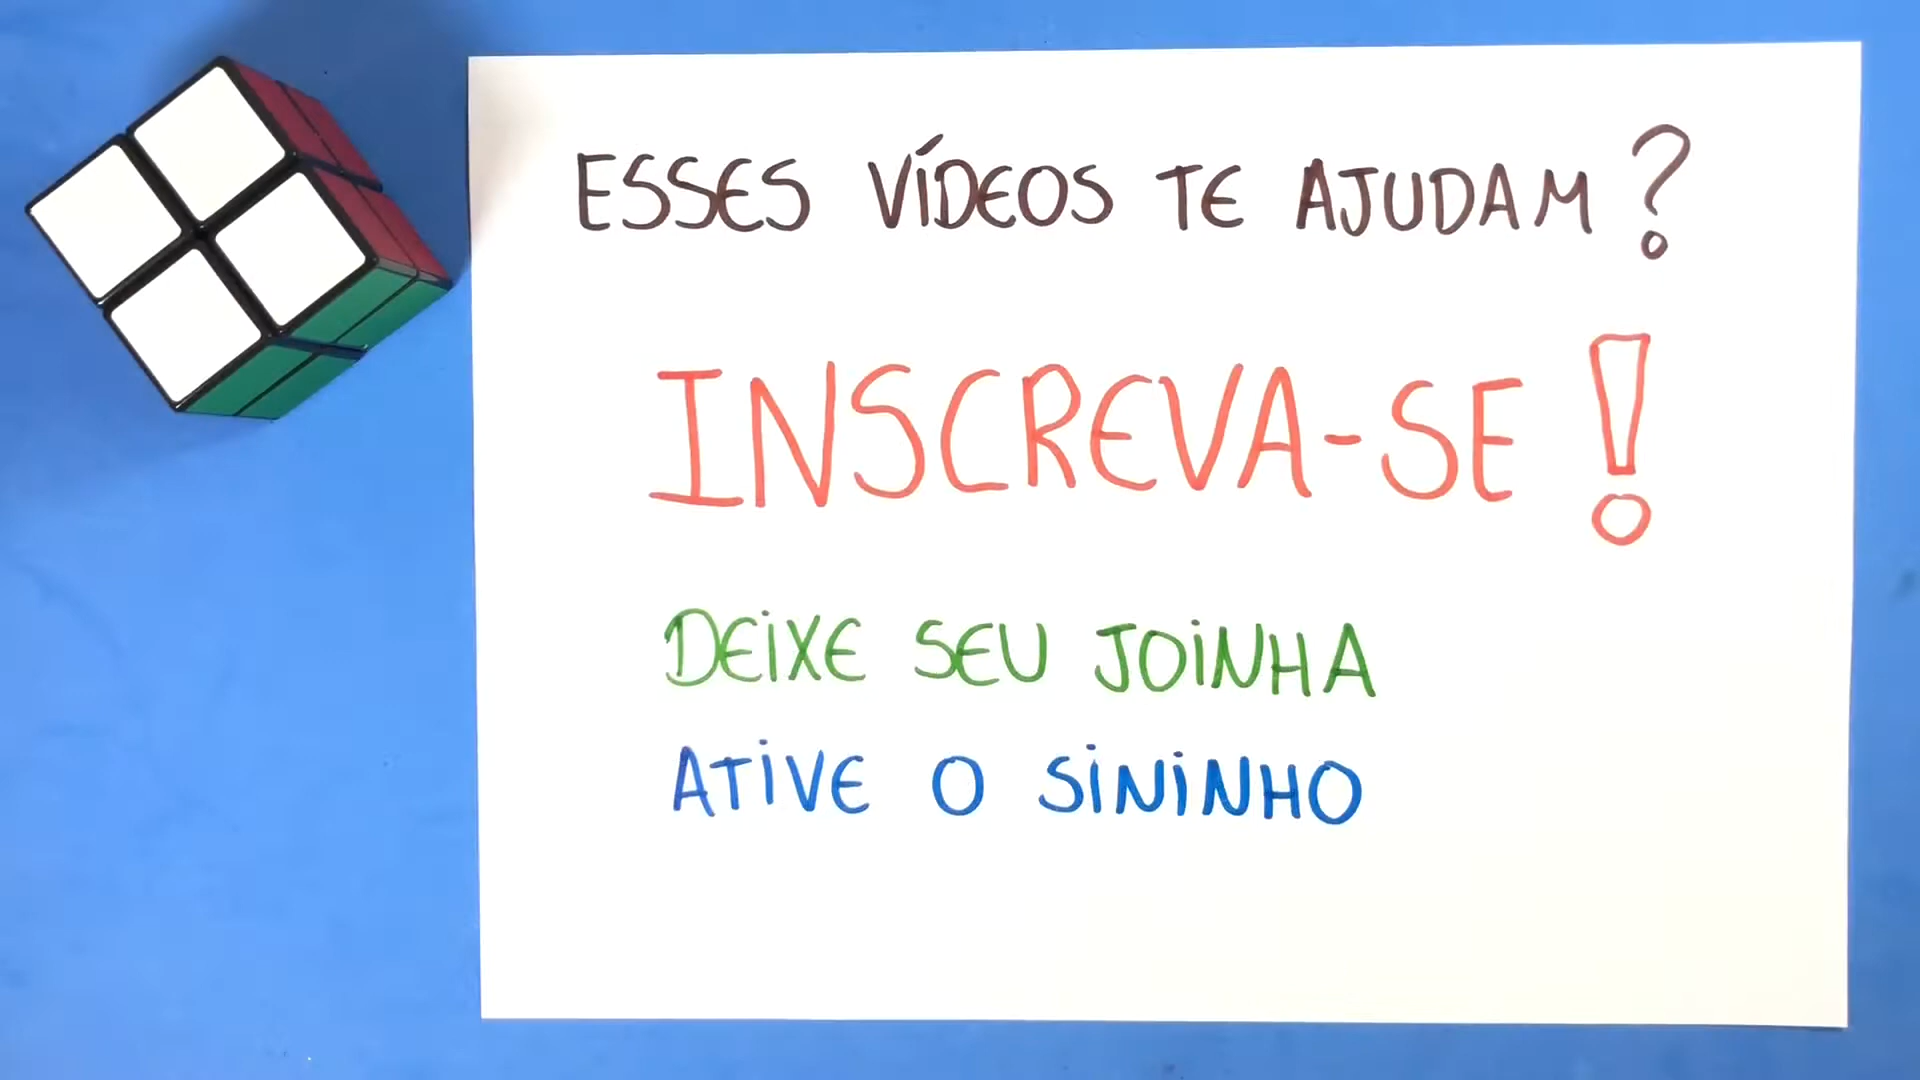 ESSES VÍDEOS TE AJUDAM?
INSCREVA-SE!
DEIXE SEU JOINHA
ATIVE O SININHO